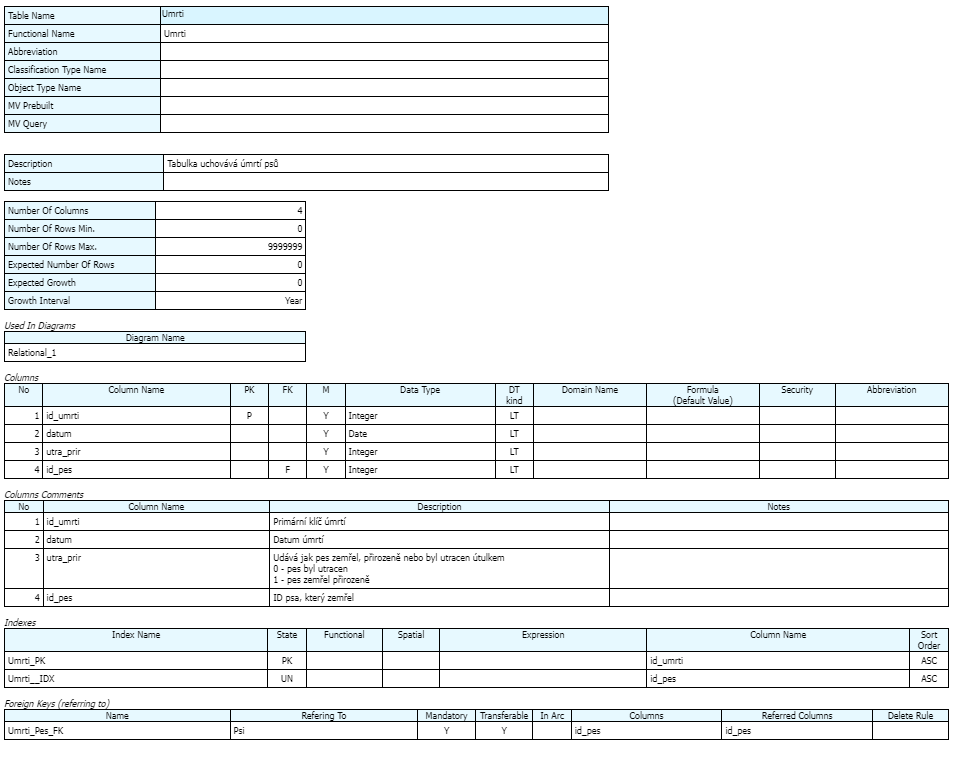 Table Name Umrti
Functional Name Umrti
Abbreviation
Classification Type Name
Object Type Name
MV Prebuilt
MV Query
Description Tabulka uchovává úmrtí psů
Notes
Number Of Columns 4
Number Of Rows Min. 0
Number Of Rows Max. 9999999
Expected Number Of Rows 0
Expected Growth 0
Growth Interval Year
Used In Diagrams
Diagram Name
Relational_1
Columns
No Column Name PK FK M Data Type DT kind Domain Name Formula (Default Value) Security Abbreviation
1 id_umrti P Y Integer LT
2 datum Y Date LT
3 utra_prir Y Integer LT
4 id_pes F Y Integer LT
Columns Comments
No Column Name Description Notes
1 id_umrti Primární klíč úmrtí
2 datum Datum úmrtí
3 utra_prir Udává jak pes zemřel, přirozeně nebo byl utracen útulkem
0 - pes byl utracen
1 - pes zemřel přirozeně
4 id_pes ID psa, který zemřel
Indexes
Index Name State Functional Spatial Expression Column Name Sort Order
Umrti_PK PK id_umrti ASC
Umrti__IDX UN id_pes ASC
Foreign Keys (referring to)
Name Refering To Mandatory Transferable In Arc Columns Referred Columns Delete Rule
Umrti_Pes_FK Psi Y Y id_pes id_pes